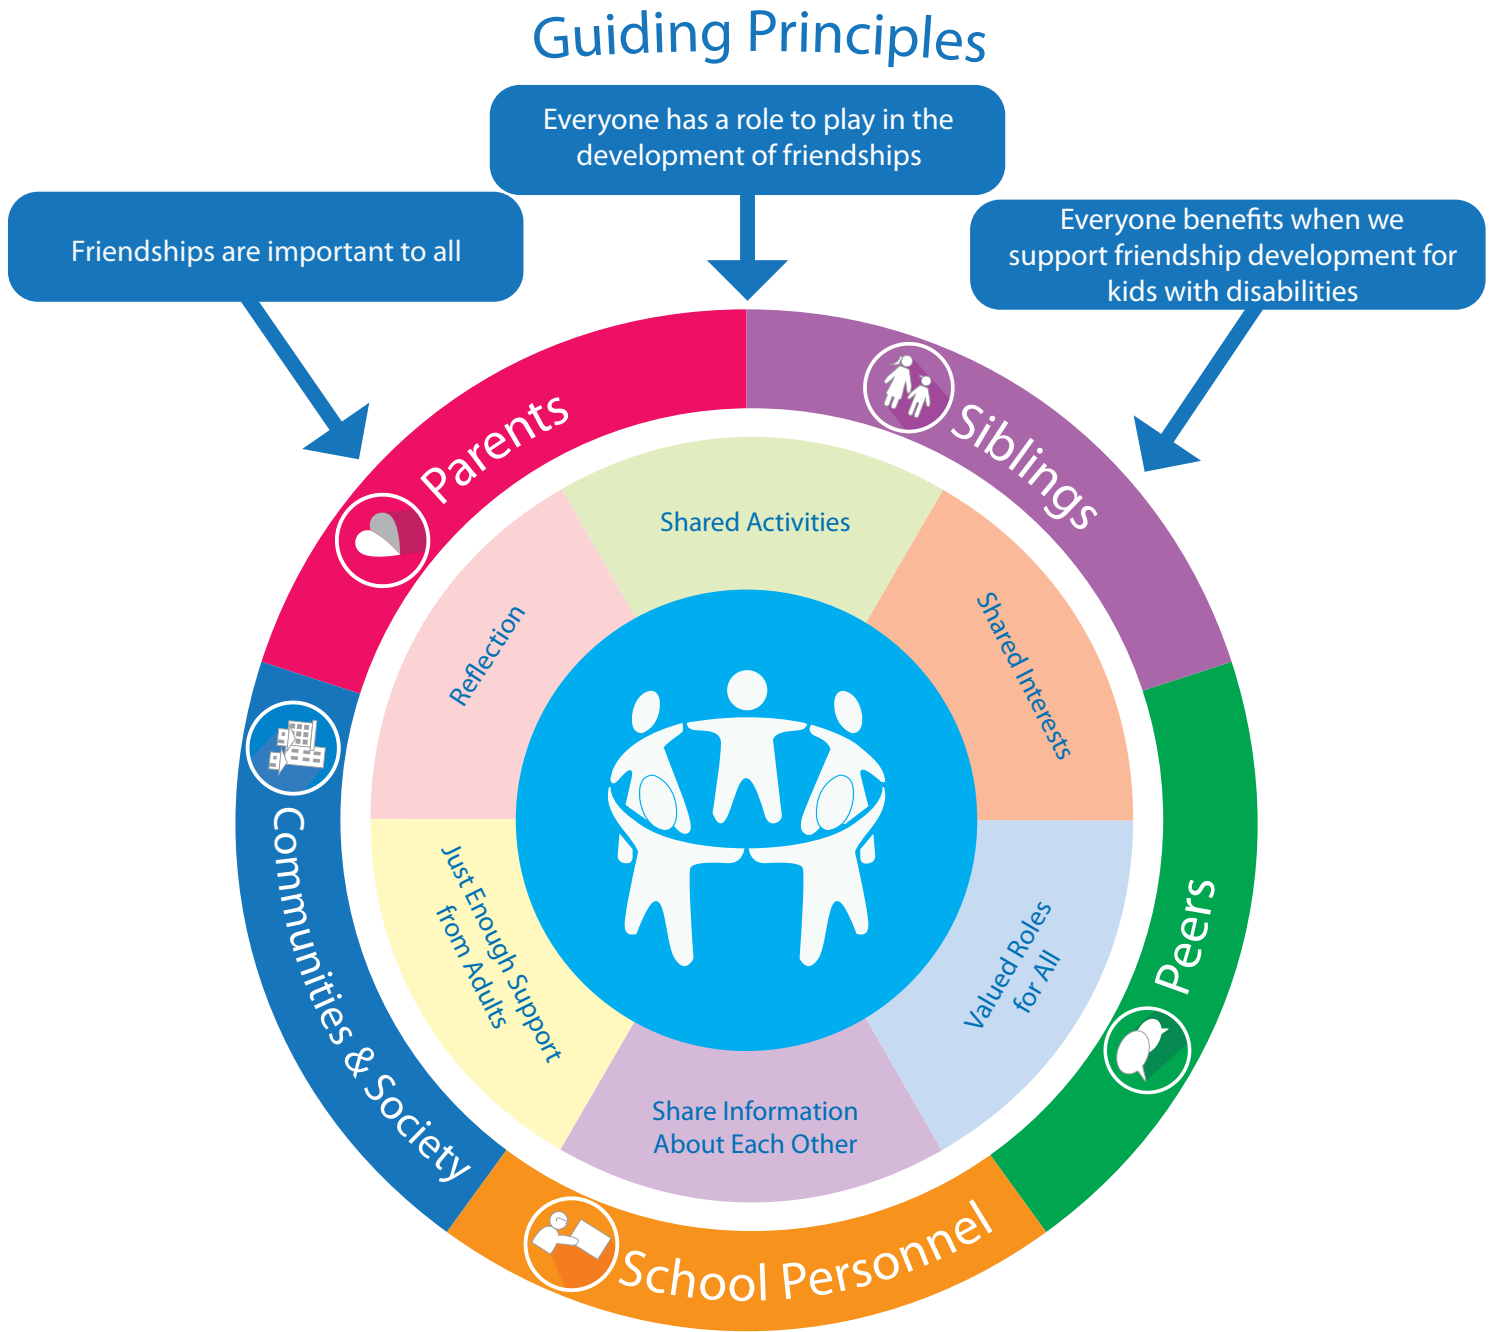 Guiding Principles
Everyone has a role to play in the
development of friendships
Friendships are important to all
Everyone benefits when we
support friendship development for
kids with disabilities
Parents
Siblings
Peers
School Personnel
Communities & Society
Shared Activities
Shared Interests
Valued Roles
for All
Share Information
About Each Other
Just Enough Support
from Adults
Reflection